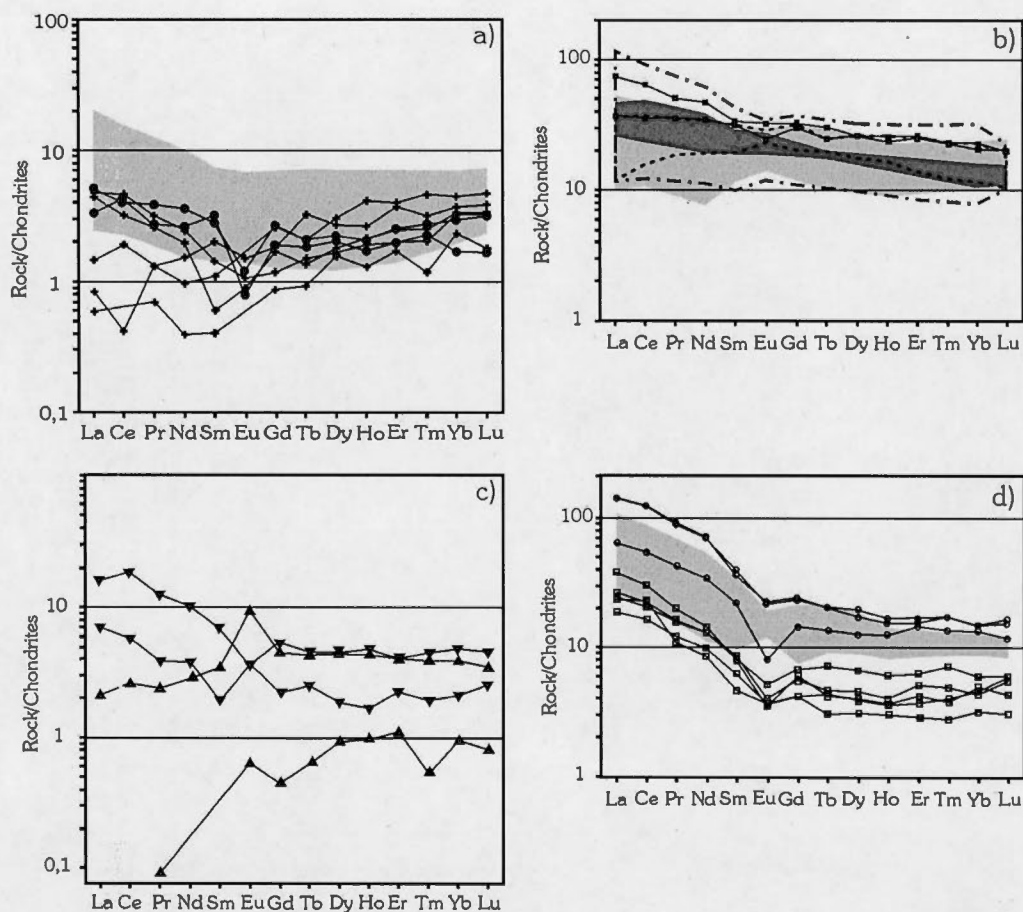 a)
100
10
1
0,1
Rock/Chondrites
La Ce Pr Nd Sm Eu Gd Tb Dy Ho Er Tm Yb Lu
b)
100
10
1
Rock/Chondrites
La Ce Pr Nd Sm Eu Gd Tb Dy Ho Er Tm Yb Lu
c)
10
1
0,1
Rock/Chondrites
La Ce Pr Nd Sm Eu Gd Tb Dy Ho Er Tm Yb Lu
d)
100
10
1
Rock/Chondrites
La Ce Pr Nd Sm Eu Gd Tb Dy Ho Er Tm Yb Lu